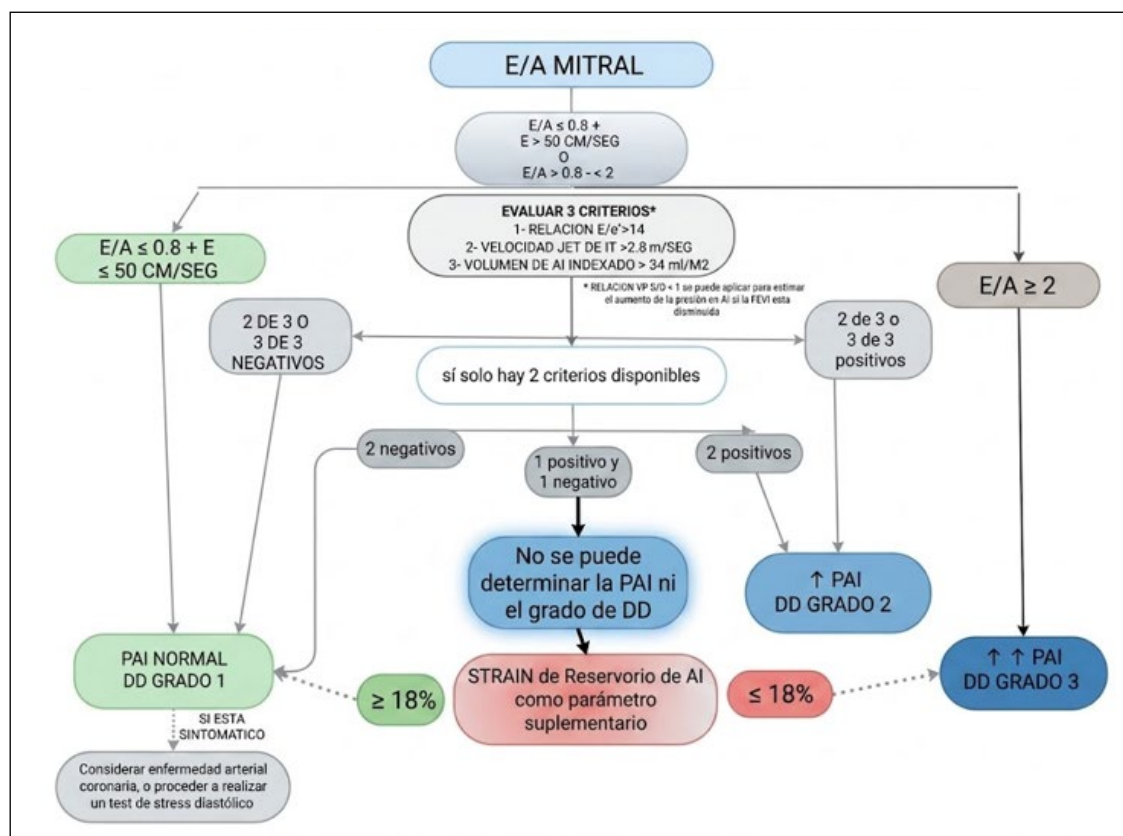 E/A MITRAL
E/A ≤ 0.8 +
E > 50 CM/SEG
O
E/A > 0.8 - < 2
EVALUAR 3 CRITERIOS*
1- RELACION E/e'>14
2- VELOCIDAD JET DE IT >2.8 m/SEG
3- VOLUMEN DE AI INDEXADO > 34 ml/M2
E/A ≤ 0.8 + E
≤ 50 CM/SEG
E/A ≥ 2
* RELACION VP S/D < 1 se puede aplicar para estimar
el aumento de la presión en AI si la FEVI esta
disminuida
2 DE 3 O
3 DE 3
NEGATIVOS
2 de 3 o
3 de 3
positivos
sí solo hay 2 criterios disponibles
2 negativos
1 positivo y
1 negativo
2 positivos
No se puede
determinar la PAI ni
el grado de DD
↑ PAI
DD GRADO 2
PAI NORMAL
DD GRADO 1
≥ 18%
STRAIN de Reservorio de AI
como parámetro
suplementario
≤ 18%
↑ ↑ PAI
DD GRADO 3
SI ESTA
SINTOMATICO
Considerar enfermedad arterial
coronaria, o proceder a realizar
un test de stress diastólico